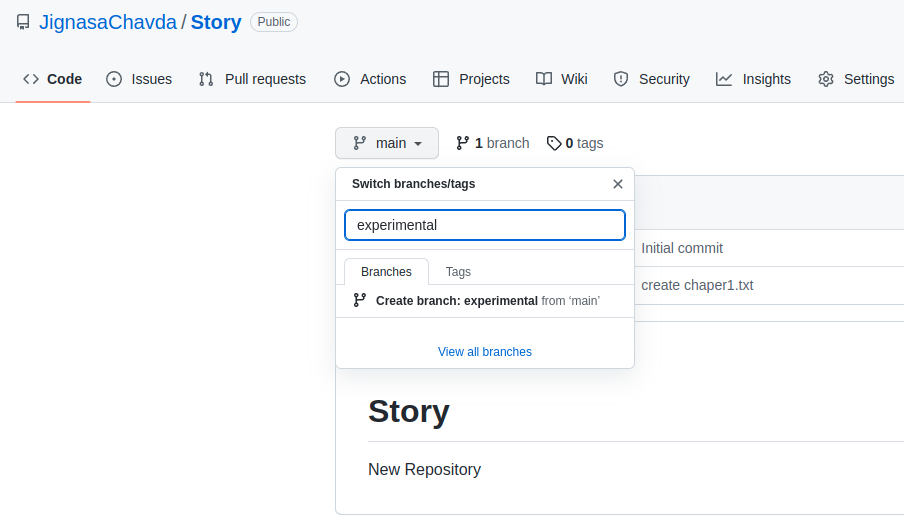 JignasaChavda / Story Public
Code Issues Pull requests Actions Projects Wiki Security Insights Settings
main 1 branch 0 tags
Switch branches/tags
experimental
Branches Tags
Initial commit
create chaper1.txt
Create branch: experimental from ‘main’
View all branches
Story
New Repository